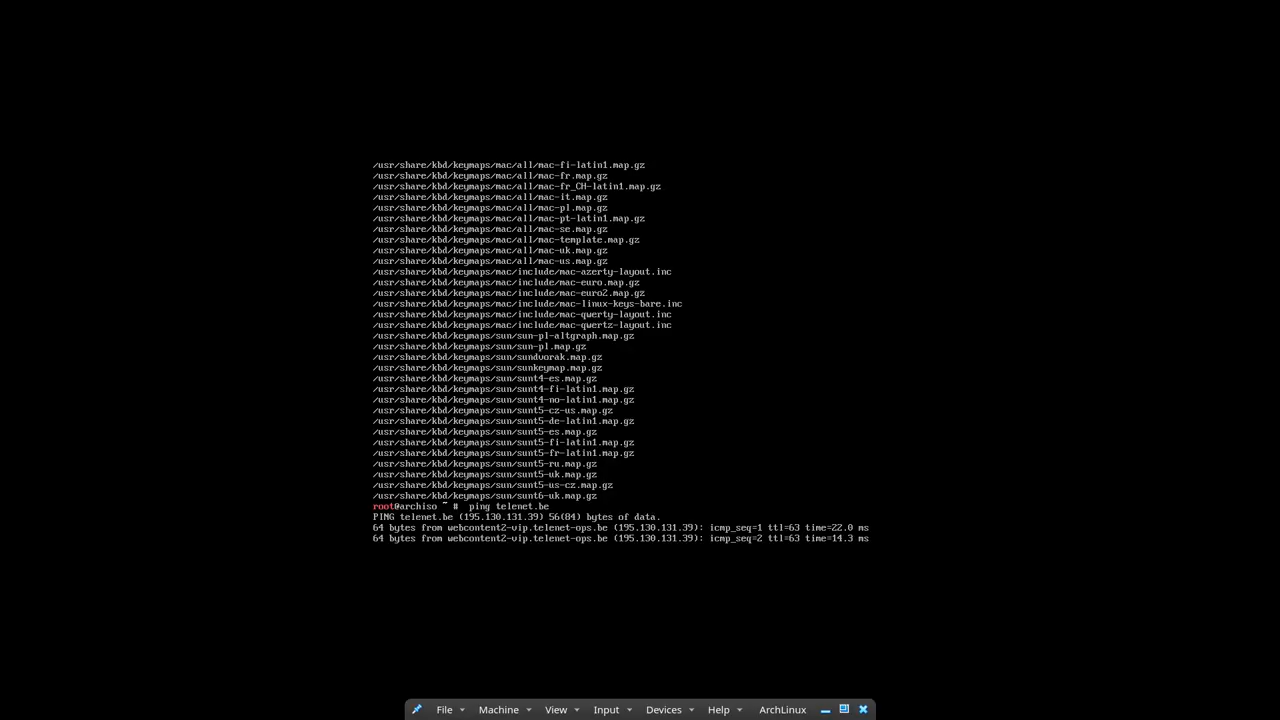 /usr/share/kbd/keymaps/mac/all/mac-fi-latin1.map.gz
/usr/share/kbd/keymaps/mac/all/mac-fr.map.gz
/usr/share/kbd/keymaps/mac/all/mac-fr_CH-latin1.map.gz
/usr/share/kbd/keymaps/mac/all/mac-it.map.gz
/usr/share/kbd/keymaps/mac/all/mac-pl.map.gz
/usr/share/kbd/keymaps/mac/all/mac-pt-latin1.map.gz
/usr/share/kbd/keymaps/mac/all/mac-se.map.gz
/usr/share/kbd/keymaps/mac/all/mac-template.map.gz
/usr/share/kbd/keymaps/mac/all/mac-uk.map.gz
/usr/share/kbd/keymaps/mac/all/mac-us.map.gz
/usr/share/kbd/keymaps/mac/include/mac-azerty-layout.inc
/usr/share/kbd/keymaps/mac/include/mac-euro.map.gz
/usr/share/kbd/keymaps/mac/include/mac-euro2.map.gz
/usr/share/kbd/keymaps/mac/include/mac-linux-keys-bare.inc
/usr/share/kbd/keymaps/mac/include/mac-qwerty-layout.inc
/usr/share/kbd/keymaps/mac/include/mac-qwertz-layout.inc
/usr/share/kbd/keymaps/sun/sun-pl-altgraph.map.gz
/usr/share/kbd/keymaps/sun/sun-pl.map.gz
/usr/share/kbd/keymaps/sun/sundvorak.map.gz
/usr/share/kbd/keymaps/sun/sunkeymap.map.gz
/usr/share/kbd/keymaps/sun/sunt4-es.map.gz
/usr/share/kbd/keymaps/sun/sunt4-fi-latin1.map.gz
/usr/share/kbd/keymaps/sun/sunt4-no-latin1.map.gz
/usr/share/kbd/keymaps/sun/sunt5-cz-us.map.gz
/usr/share/kbd/keymaps/sun/sunt5-de-latin1.map.gz
/usr/share/kbd/keymaps/sun/sunt5-es.map.gz
/usr/share/kbd/keymaps/sun/sunt5-fi-latin1.map.gz
/usr/share/kbd/keymaps/sun/sunt5-fr-latin1.map.gz
/usr/share/kbd/keymaps/sun/sunt5-ru.map.gz
/usr/share/kbd/keymaps/sun/sunt5-uk.map.gz
/usr/share/kbd/keymaps/sun/sunt5-us-cz.map.gz
/usr/share/kbd/keymaps/sun/sunt6-uk.map.gz
root@archiso ~ #  ping telenet.be
PING telenet.be (195.130.131.39) 56(84) bytes of data.
64 bytes from webcontent2-vip.telenet-ops.be (195.130.131.39): icmp_seq=1 ttl=63 time=22.0 ms
64 bytes from webcontent2-vip.telenet-ops.be (195.130.131.39): icmp_seq=2 ttl=63 time=14.3 ms
File Machine View Input Devices Help ArchLinux